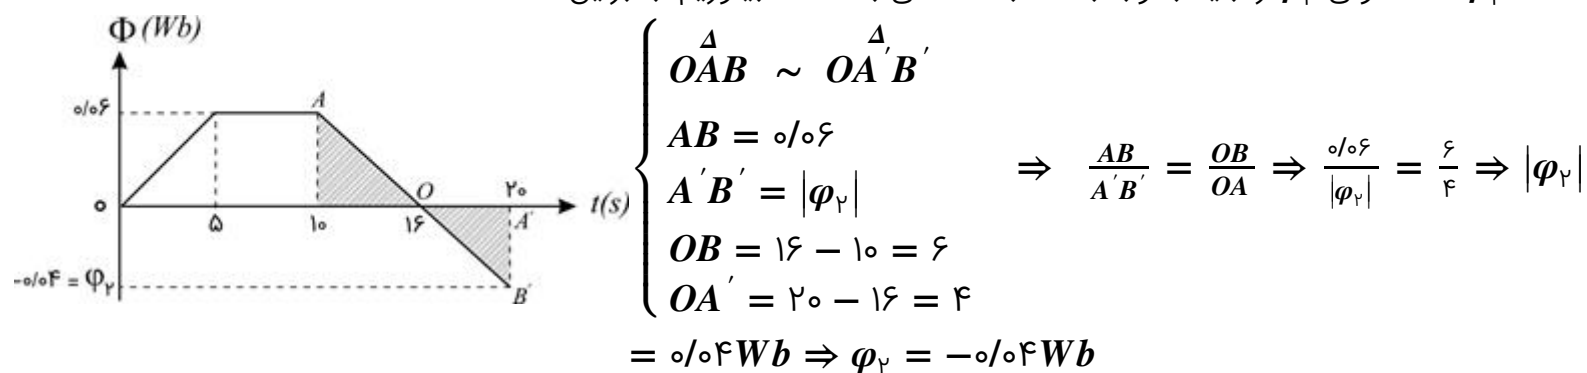 Φ(Wb)
۰/۰۶
A
O
۲۰
t(s)
۰
۵
۱۰
۱۶
A'
-۰/۰۴ = φ۲
B'
OAB ~ OA'B'
AB = ۰/۰۶
A'B' = |φ۲|
OB = ۱۶ − ۱۰ = ۶
OA' = ۲۰ − ۱۶ = ۴
⇒ AB/A'B' = OB/OA ⇒ ۰/۰۶/|φ۲| = ۶/۴ ⇒ |φ۲|
= ۰/۰۴Wb ⇒ φ۲ = −۰/۰۴Wb